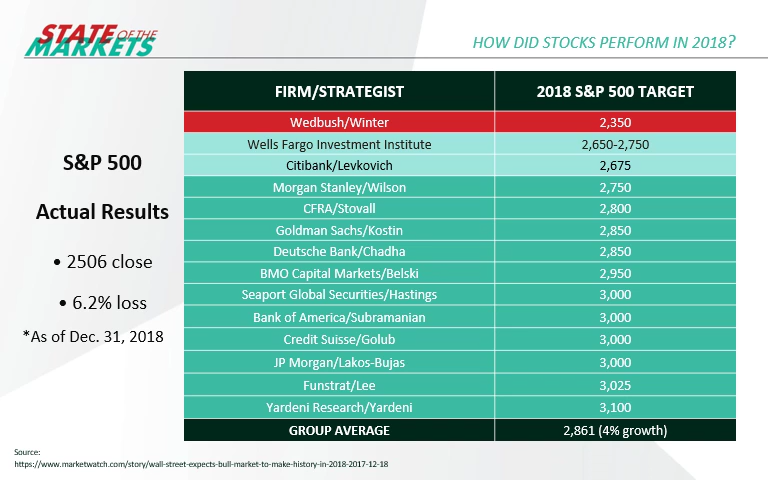 STATE OF THE
MARKETS
HOW DID STOCKS PERFORM IN 2018?
S&P 500
Actual Results
• 2506 close
• 6.2% loss
*As of Dec. 31, 2018
FIRM/STRATEGIST 2018 S&P 500 TARGET
Wedbush/Winter 2,350
Wells Fargo Investment Institute 2,650-2,750
Citibank/Levkovich 2,675
Morgan Stanley/Wilson 2,750
CFRA/Stovall 2,800
Goldman Sachs/Kostin 2,850
Deutsche Bank/Chadha 2,850
BMO Capital Markets/Belski 2,950
Seaport Global Securities/Hastings 3,000
Bank of America/Subramanian 3,000
Credit Suisse/Golub 3,000
JP Morgan/Lakos-Bujas 3,000
Funstrat/Lee 3,025
Yardeni Research/Yardeni 3,100
GROUP AVERAGE 2,861 (4% growth)
Source:
https://www.marketwatch.com/story/wall-street-expects-bull-market-to-make-history-in-2018-2017-12-18